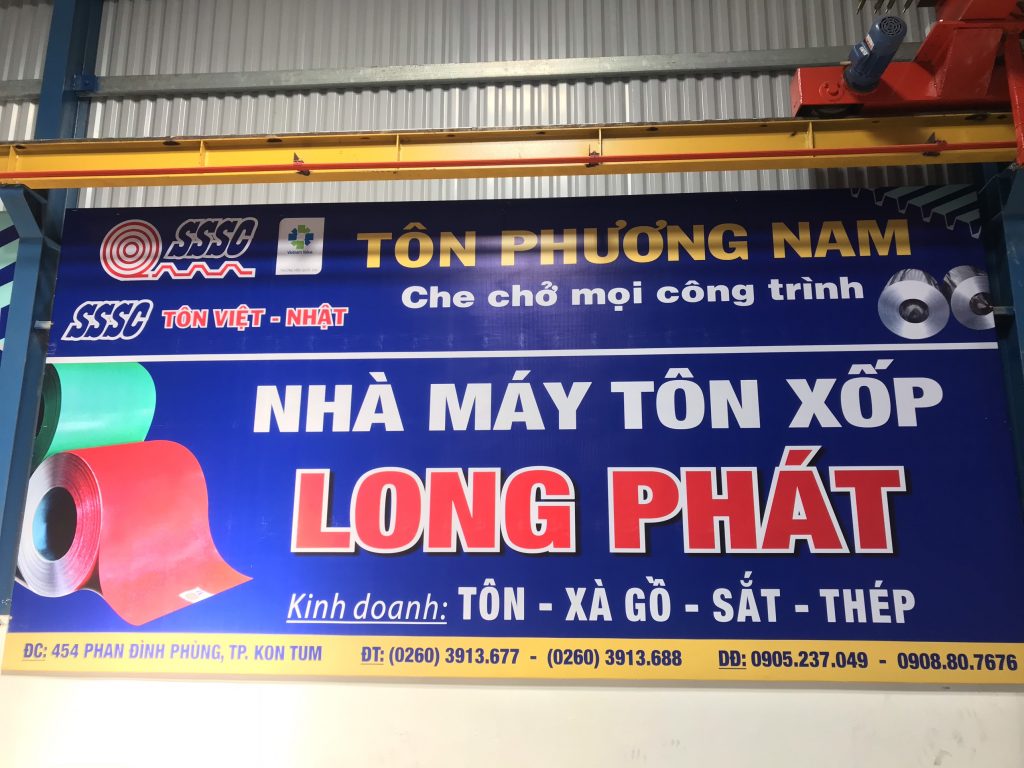 SSSC
Vietnam Value
TÔN PHƯƠNG NAM
Che chở mọi công trình
SSSC TÔN VIỆT - NHẬT
NHÀ MÁY TÔN XỐP
LONG PHÁT
Kinh doanh: TÔN - XÀ GỒ - SẮT - THÉP
ĐC: 454 PHAN ĐÌNH PHÙNG, TP. KON TUM ĐT: (0260) 3913.677 - (0260) 3913.688 DĐ: 0905.237.049 - 0908.80.7676